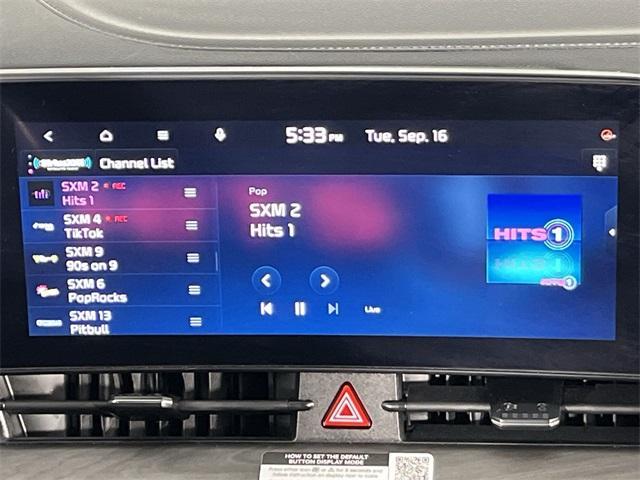 5:33 PM Tue, Sep. 16
Channel List
SXM 2 REC
Hits 1
SXM 4 REC
TikTok
SXM 9
90s on 9
SXM 6
PopRocks
SXM 13
Pitbull
Pop
SXM 2
Hits 1
Live
HITS 1
HITS 1
HOW TO SET THE DEFAULT
BUTTON DISPLAY MODE